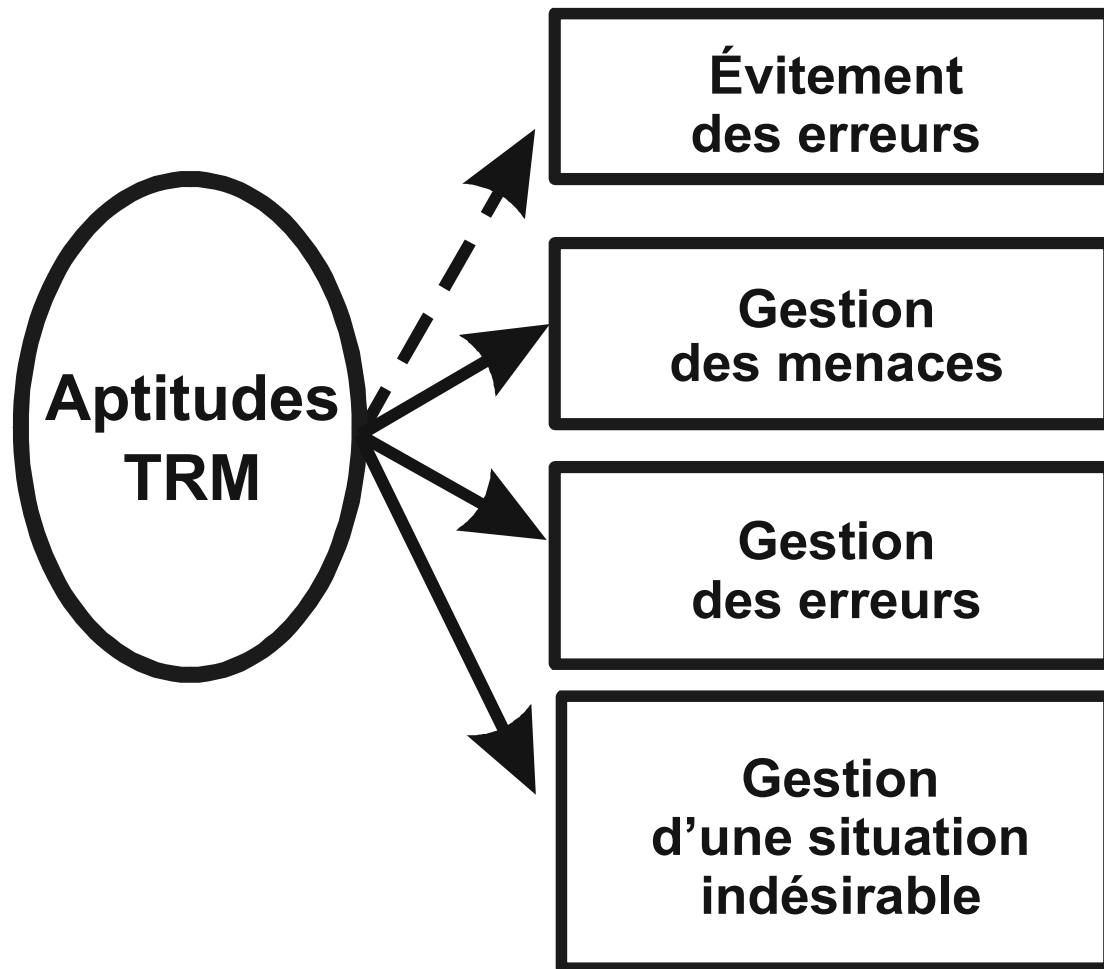 Évitement
des erreurs
Gestion
des menaces
Aptitudes
TRM
Gestion
des erreurs
Gestion
d’une situation
indésirable